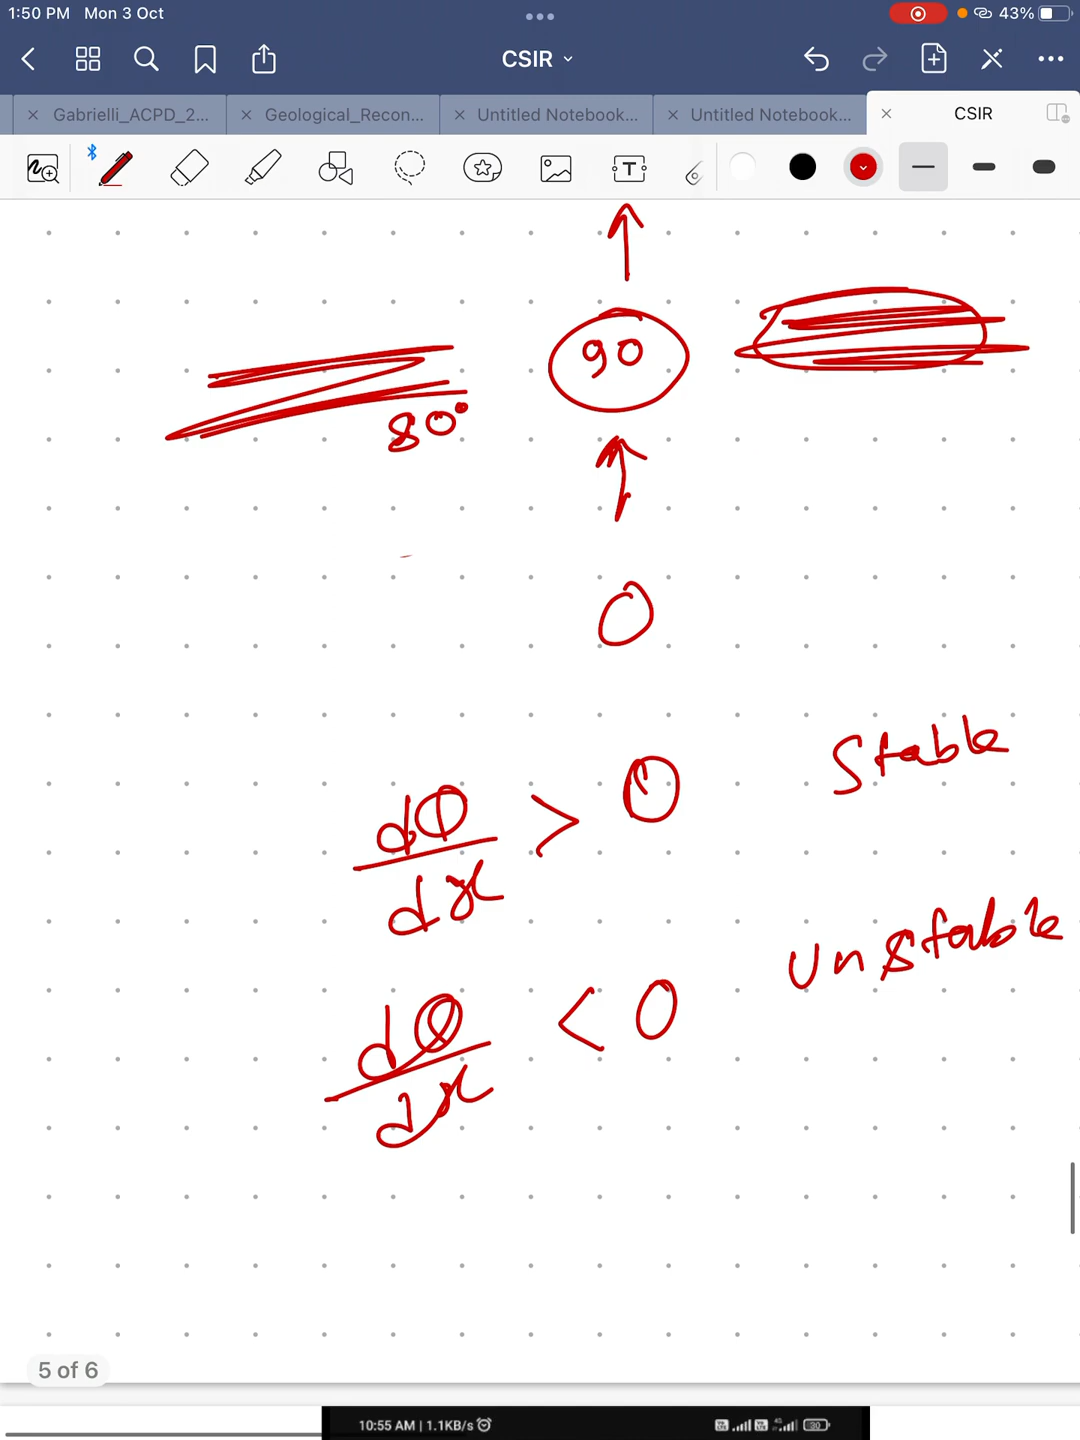 1:50 PM Mon 3 Oct
43%
CSIR
Gabrielli_ACPD_2...
Geological_Recon...
Untitled Notebook...
Untitled Notebook...
CSIR
T
90
80°
0
dΘ/dx > 0 Stable
dΘ/dx < 0 unstable
5 of 6
10:55 AM | 1.1KB/s
30